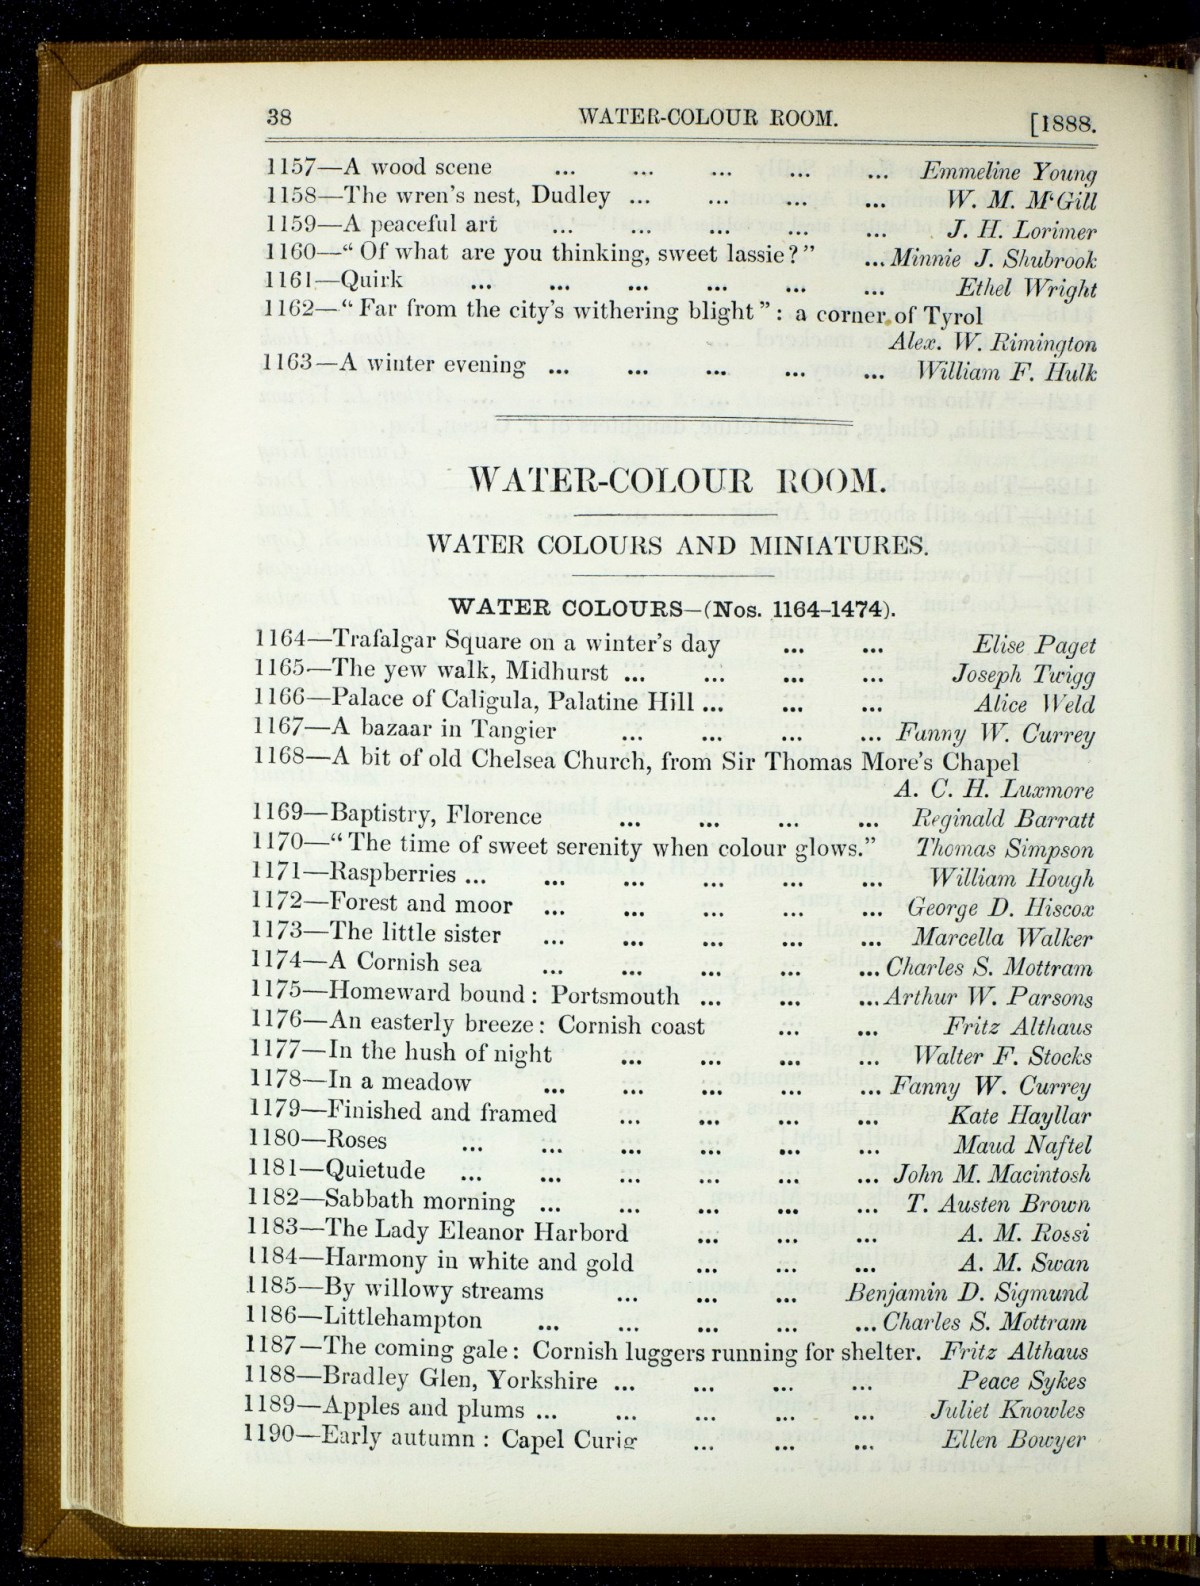 38 WATER-COLOUR ROOM. [1888.
1157—A wood scene ... ... ... ... ... Emmeline Young
1158—The wren's nest, Dudley ... ... ... ... W. M. McGill
1159—A peaceful art ... ... ... ... ... J. H. Lorimer
1160—“ Of what are you thinking, sweet lassie?” ... Minnie J. Shubrook
1161—Quirk ... ... ... ... ... ... Ethel Wright
1162—“ Far from the city's withering blight” : a corner of Tyrol
Alex. W. Rimington
1163—A winter evening ... ... ... ... ... William F. Hulk
WATER-COLOUR ROOM.
WATER COLOURS AND MINIATURES.
WATER COLOURS—(Nos. 1164-1474).
1164—Trafalgar Square on a winter's day ... ... Elise Paget
1165—The yew walk, Midhurst ... ... ... ... Joseph Twigg
1166—Palace of Caligula, Palatine Hill ... ... ... Alice Weld
1167—A bazaar in Tangier ... ... ... ... Fanny W. Currey
1168—A bit of old Chelsea Church, from Sir Thomas More's Chapel
A. C. H. Luxmore
1169—Baptistry, Florence ... ... ... ... Reginald Barratt
1170—“ The time of sweet serenity when colour glows.” Thomas Simpson
1171—Raspberries ... ... ... ... ... ... William Hough
1172—Forest and moor ... ... ... ... ... George D. Hiscox
1173—The little sister ... ... ... ... ... Marcella Walker
1174—A Cornish sea ... ... ... ... ... Charles S. Mottram
1175—Homeward bound : Portsmouth ... ... ... Arthur W. Parsons
1176—An easterly breeze : Cornish coast ... ... Fritz Althaus
1177—In the hush of night ... ... ... ... Walter F. Stocks
1178—In a meadow ... ... ... ... ... Fanny W. Currey
1179—Finished and framed ... ... ... ... Kate Hayllar
1180—Roses ... ... ... ... ... ... Maud Naftel
1181—Quietude ... ... ... ... ... ... John M. Macintosh
1182—Sabbath morning ... ... ... ... ... T. Austen Brown
1183—The Lady Eleanor Harbord ... ... ... A. M. Rossi
1184—Harmony in white and gold ... ... ... A. M. Swan
1185—By willowy streams ... ... ... Benjamin D. Sigmund
1186—Littlehampton ... ... ... ... ... Charles S. Mottram
1187—The coming gale : Cornish luggers running for shelter. Fritz Althaus
1188—Bradley Glen, Yorkshire ... ... ... ... Peace Sykes
1189—Apples and plums ... ... ... ... ... Juliet Knowles
1190—Early autumn : Capel Curig ... ... ... Ellen Bowyer